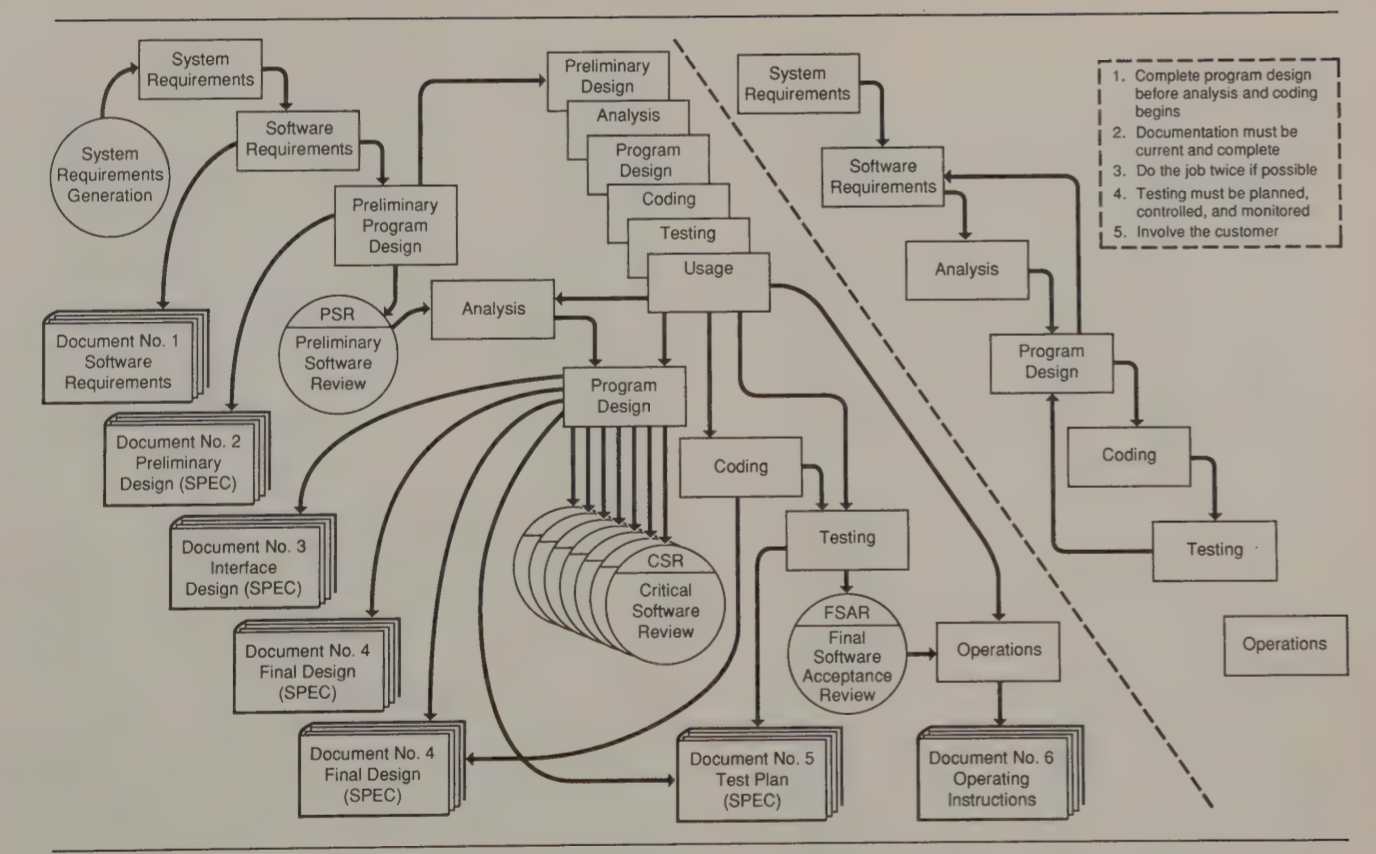 System
Requirements
System
Requirements
Generation
Software
Requirements
Preliminary
Program
Design
PSR
Preliminary
Software
Review
Document No. 1
Software
Requirements
Document No. 2
Preliminary
Design (SPEC)
Document No. 3
Interface
Design (SPEC)
Document No. 4
Final Design
(SPEC)
Document No. 4
Final Design
(SPEC)
Preliminary
Design
Analysis
Program
Design
Coding
Testing
Usage
Analysis
Program
Design
CSR
Critical
Software
Review
Coding
Testing
FSAR
Final
Software
Acceptance
Review
Operations
Document No. 5
Test Plan
(SPEC)
Document No. 6
Operating
Instructions
System
Requirements
Software
Requirements
Analysis
Program
Design
Coding
Testing
Operations
1. Complete program design
before analysis and coding
begins
2. Documentation must be
current and complete
3. Do the job twice if possible
4. Testing must be planned,
controlled, and monitored
5. Involve the customer